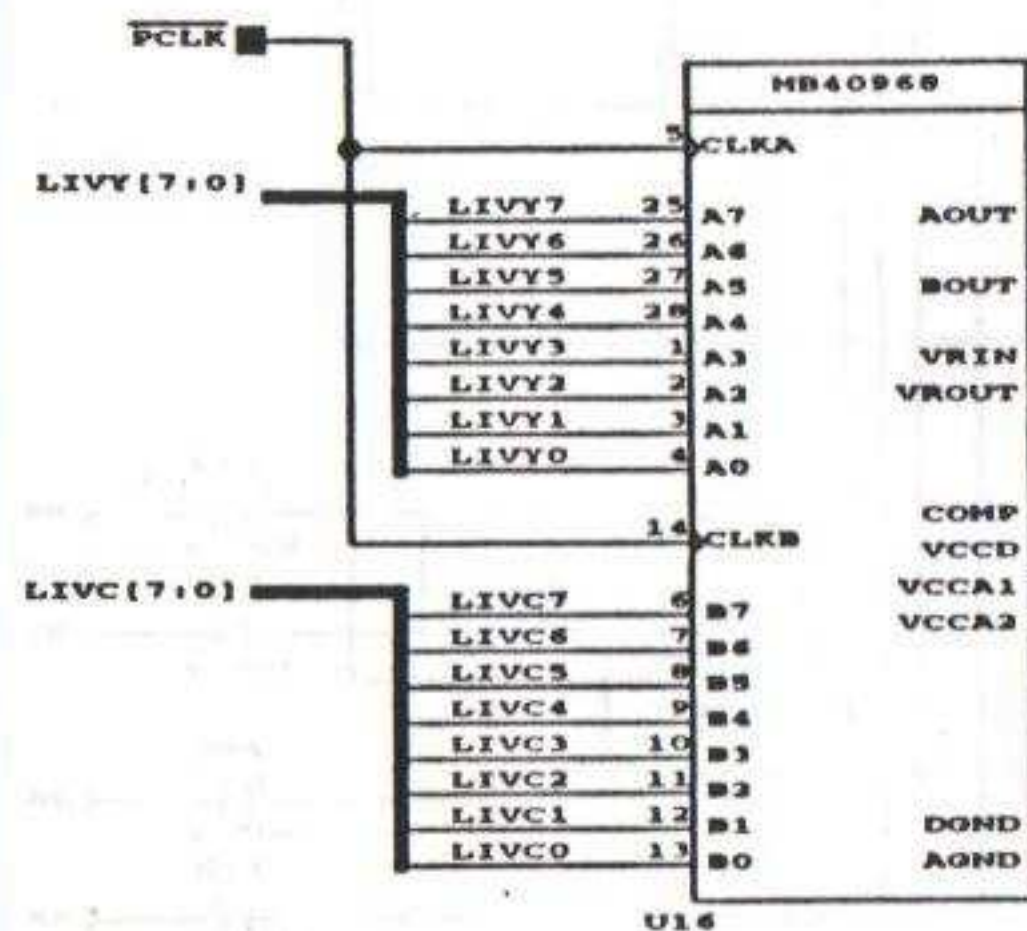 PCLK
MB40968
5 CLKA
LIVY[7:0]
LIVY7 25 A7 AOUT
LIVY6 26 A6
LIVY5 27 A5 BOUT
LIVY4 28 A4
LIVY3 1 A3 VRIN
LIVY2 2 A2 VROUT
LIVY1 3 A1
LIVY0 4 A0
COMP
14 CLKB VCCD
LIVC[7:0] VCCA1
LIVC7 6 B7 VCCA2
LIVC6 7 B6
LIVC5 8 B5
LIVC4 9 B4
LIVC3 10 B3
LIVC2 11 B2
LIVC1 12 B1 DGND
LIVC0 13 B0 AGND
U16